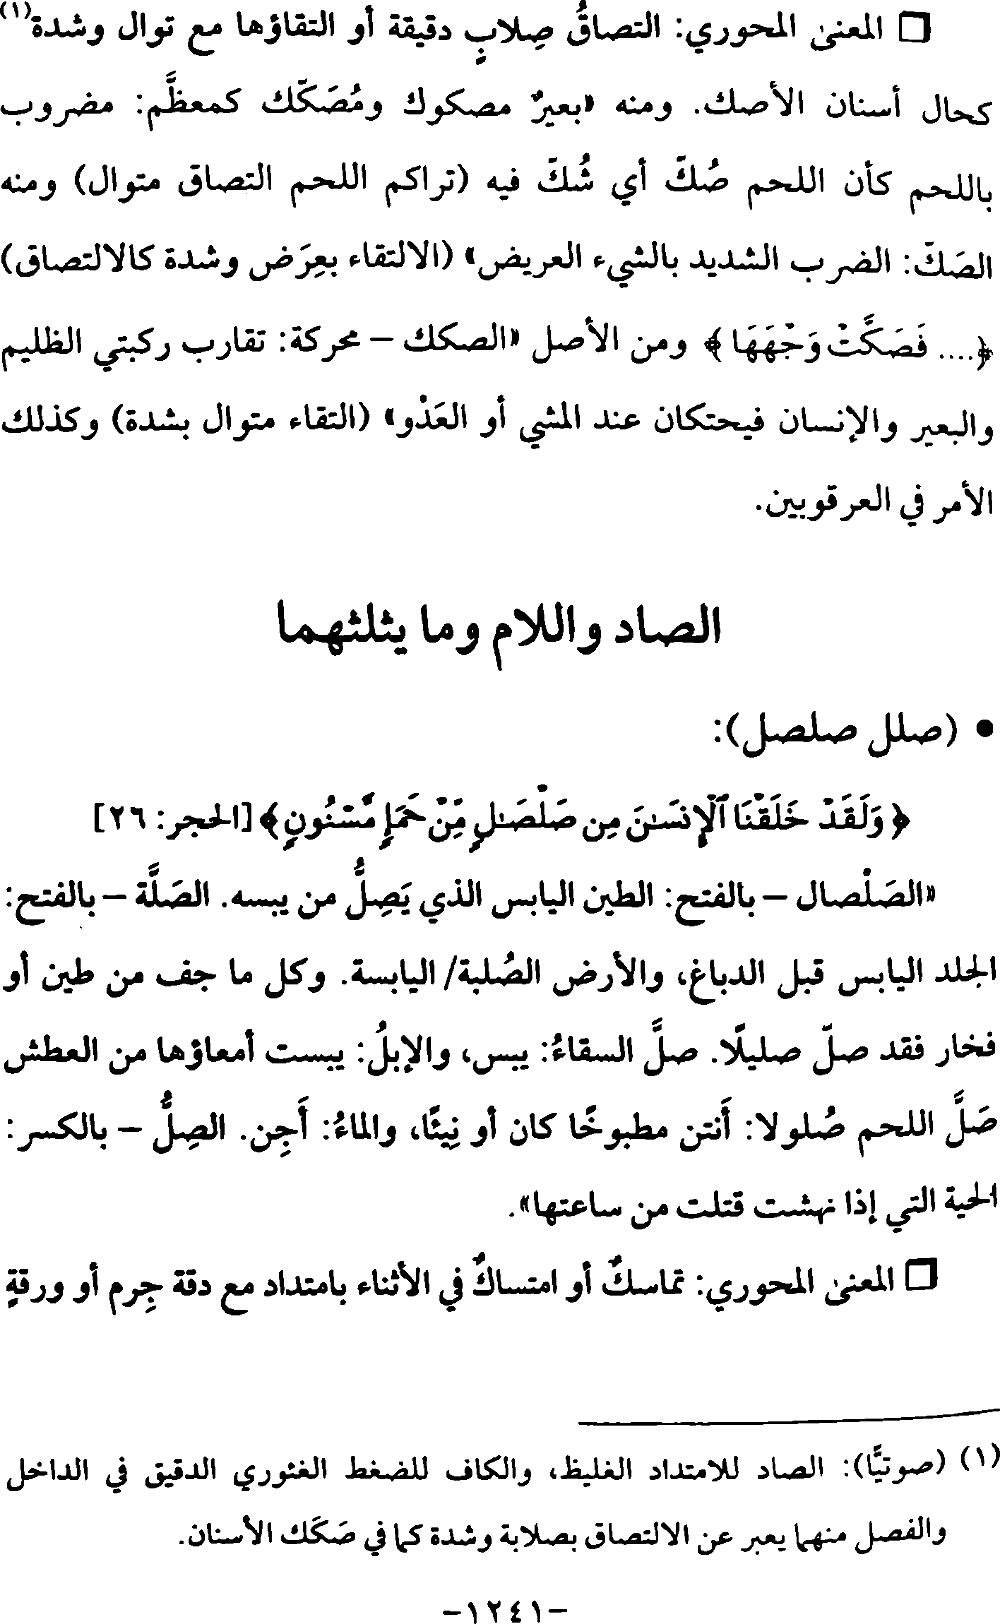 □ المعنىٰ المحوري: التصاقُ صِلابٍ دقيقة أو التقاؤها مع توال وشدة(١)
كحال أسنان الأصك. ومنه «بعيرٌ مصكوك ومُصَكّك كمعظَّم: مضروب
باللحم كأن اللحم صُكّ أي شُكّ فيه (تراكم اللحم التصاق متوال) ومنه
الصَكّ: الضرب الشديد بالشيء العريض» (الالتقاء بعِرَض وشدة كالالتصاق)
﴿.... فَصَكَّتْ وَجْهَهَا﴾ ومن الأصل «الصكك – محركة: تقارب ركبتي الظليم
والبعير والإنسان فيحتكان عند المشي أو العَدْو» (التقاء متوال بشدة) وكذلك
الأمر في العرقوبين.
الصاد واللام وما يثلثهما
• (صلل صلصل):
﴿وَلَقَدْ خَلَقْنَا ٱلْإِنسَـٰنَ مِن صَلْصَـٰلٍ مِّنْ حَمَإٍ مَّسْنُونٍ﴾ [الحجر: ٢٦]
«الصَلْصال – بالفتح: الطين اليابس الذي يَصِلُّ من يبسه. الصَلَّة – بالفتح:
الجلد اليابس قبل الدباغ، والأرض الصُلبة/ اليابسة. وكل ما جف من طين أو
فخار فقد صلّ صليلًا. صلَّ السقاءُ: يبس، والإبلُ: يبست أمعاؤها من العطش
صَلَّ اللحم صُلولا: أَنتن مطبوخًا كان أو نِيئًا، والماءُ: أَجِن. الصِلُّ – بالكسر:
الحية التي إذا نهشت قتلت من ساعتها».
□ المعنىٰ المحوري: تماسكٌ أو امتساكٌ في الأثناء بامتداد مع دقة جِرم أو ورقةٍ
(١) (صوتيًّا): الصاد للامتداد الغليظ، والكاف للضغط الغئوري الدقيق في الداخل
والفصل منهما يعبر عن الالتصاق بصلابة وشدة كما في صَكَك الأسنان.
-١٢٤١-